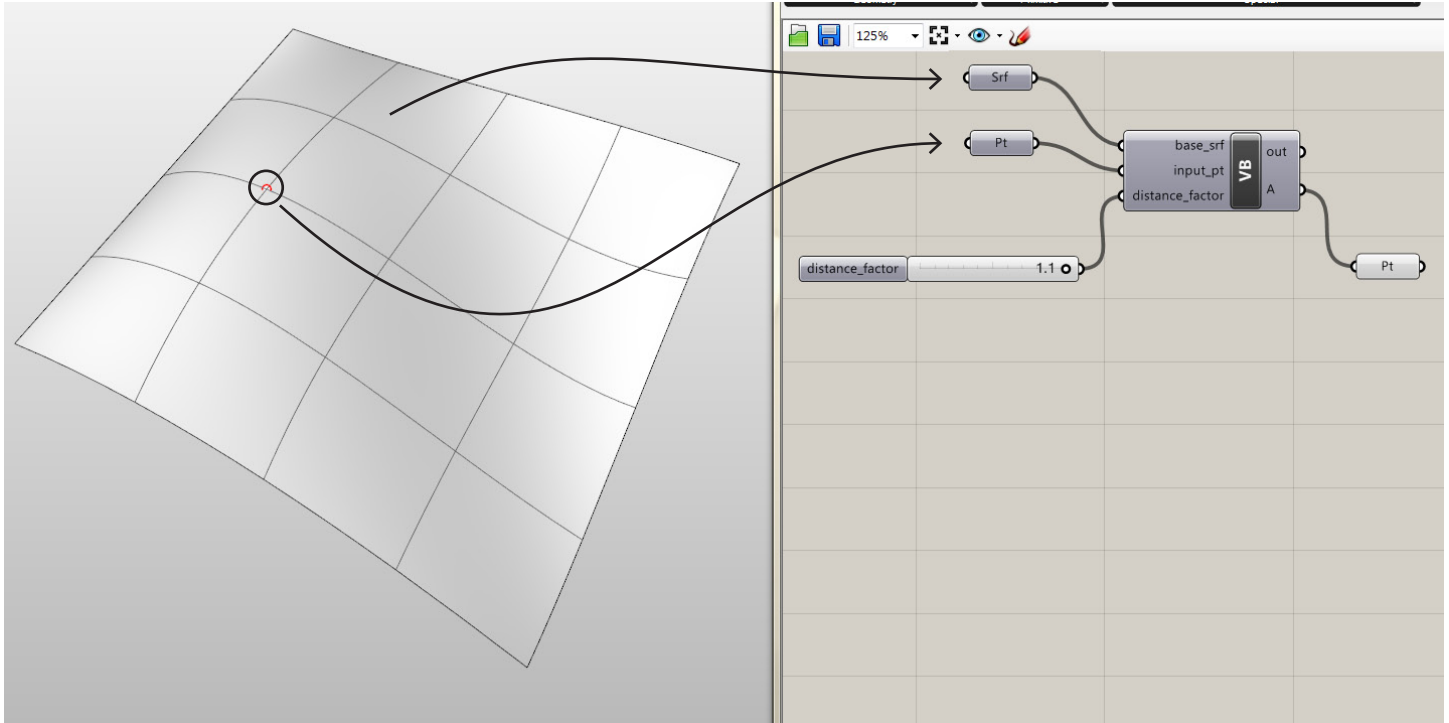 125%
Srf
Pt
base_srf
input_pt
distance_factor
VB
out
A
distance_factor
1.1
Pt